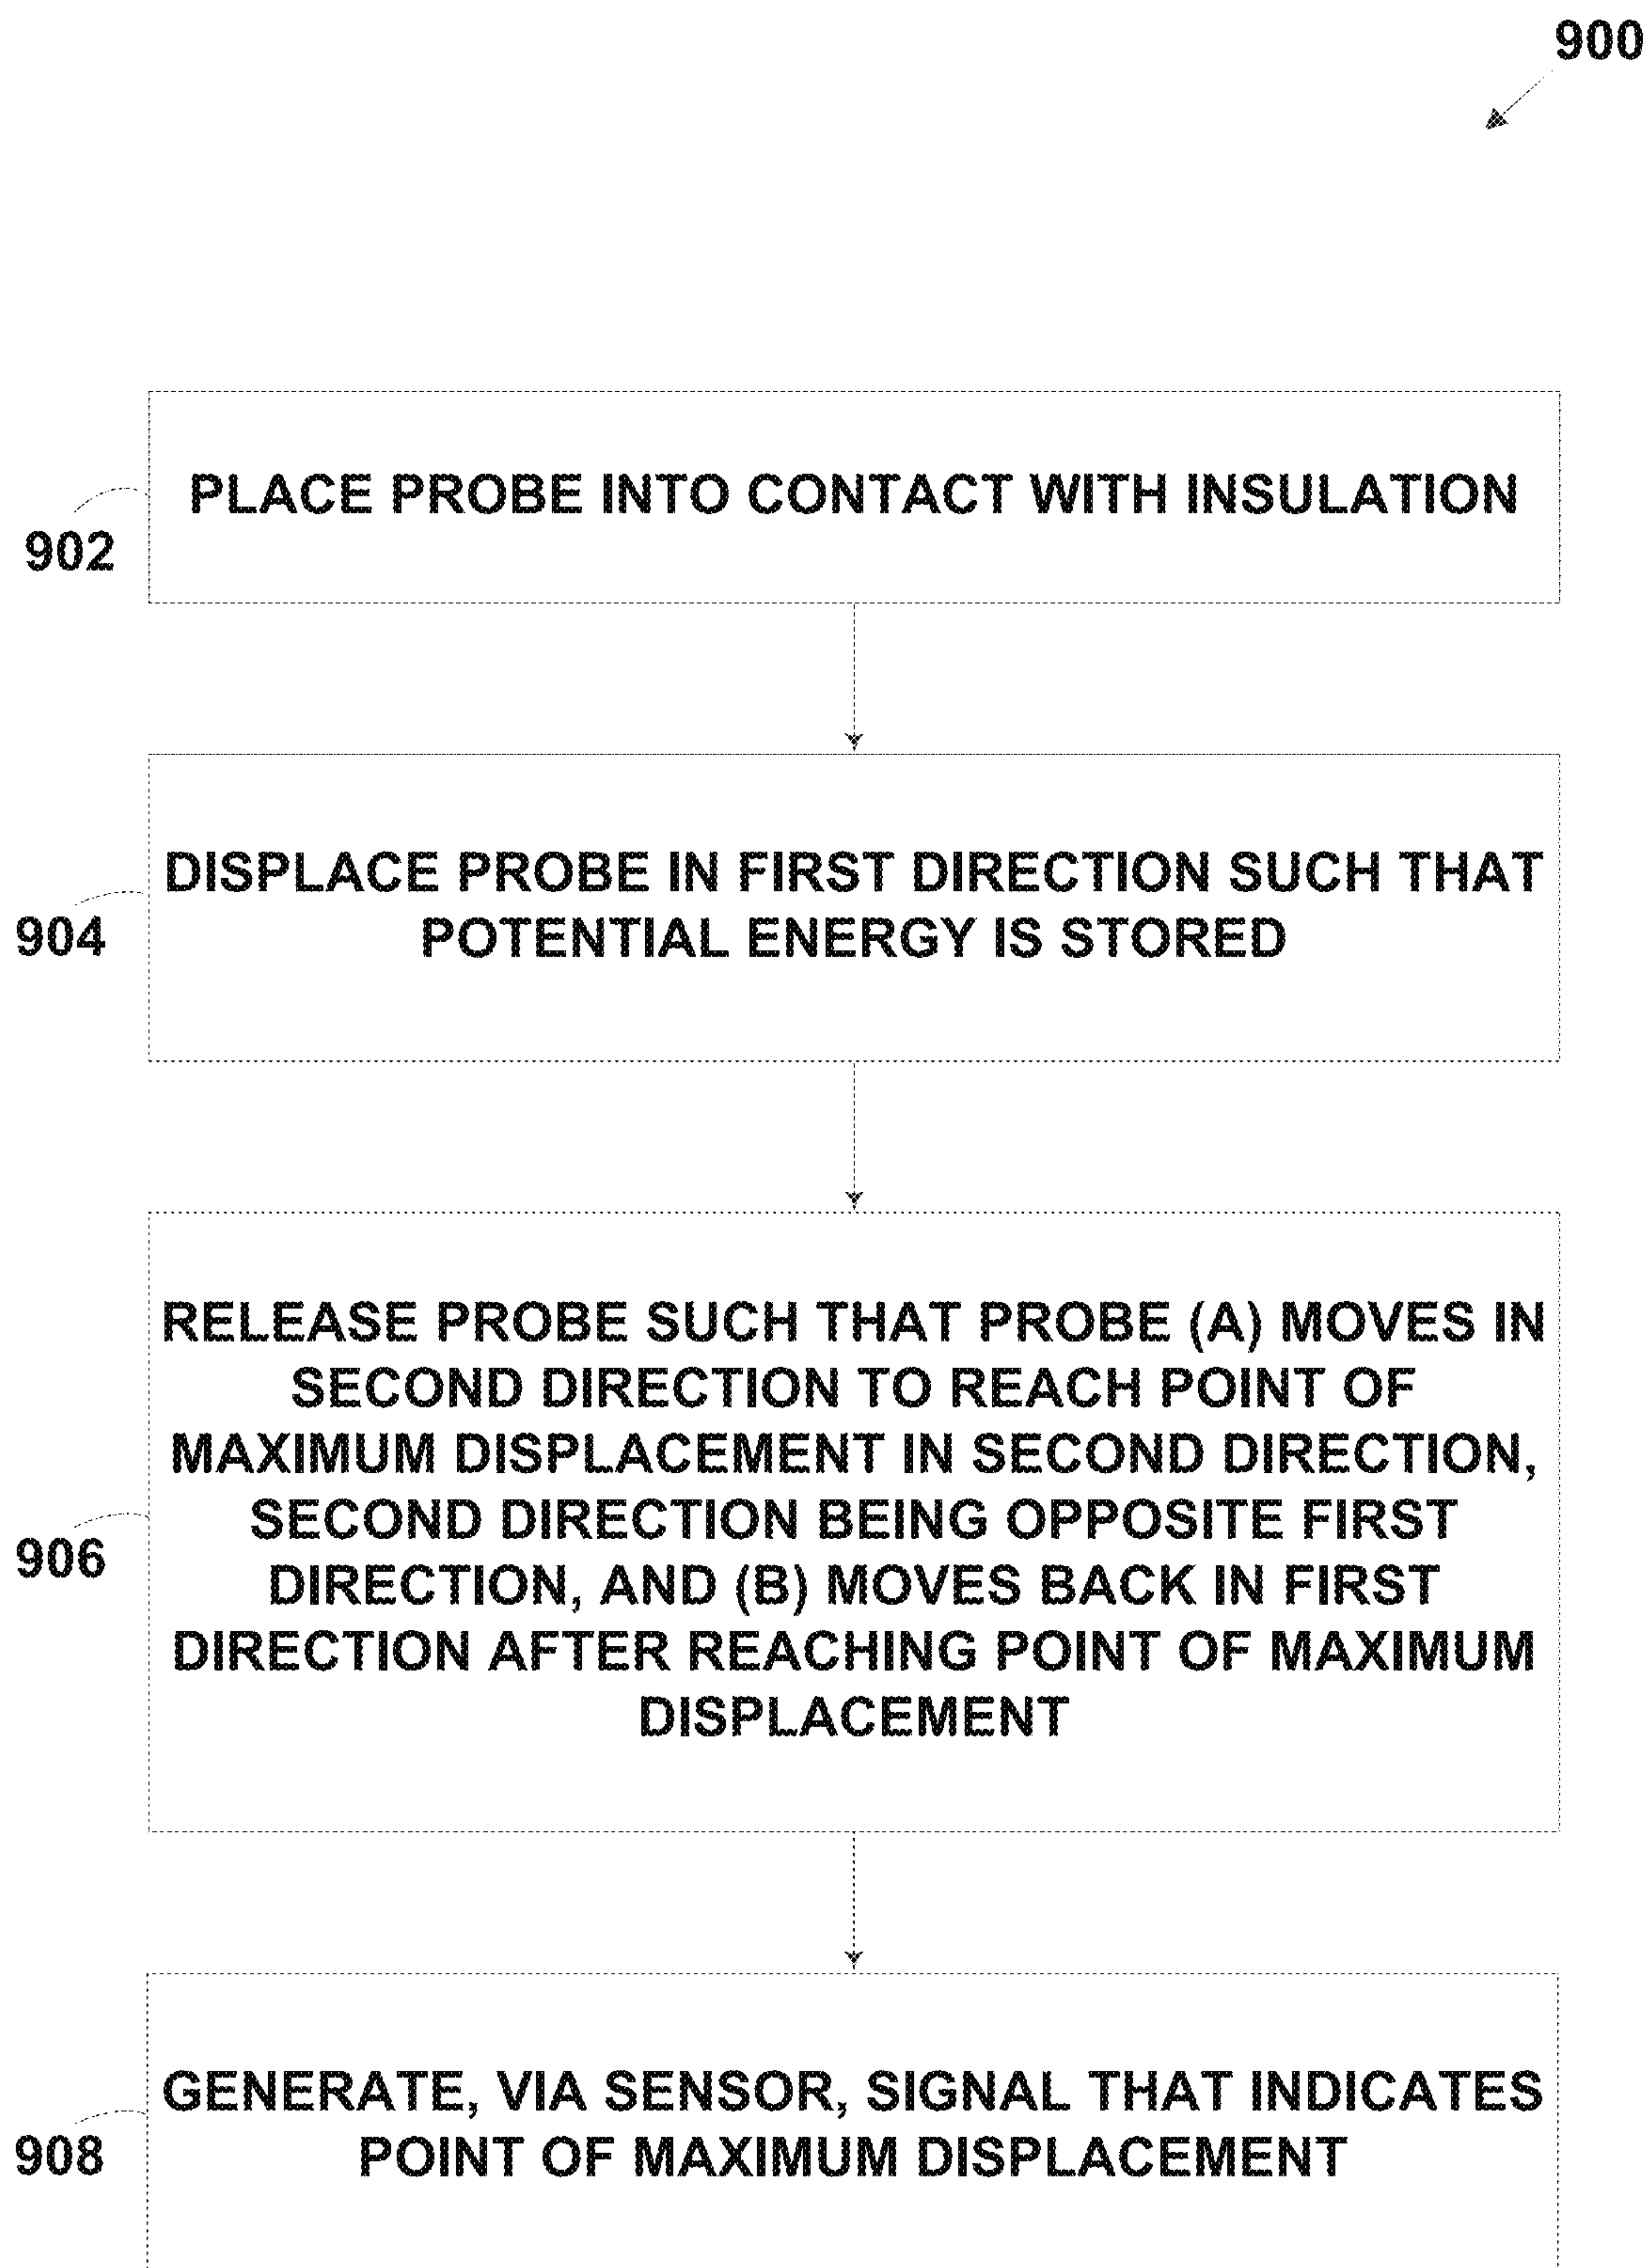 900
PLACE PROBE INTO CONTACT WITH INSULATION
902
DISPLACE PROBE IN FIRST DIRECTION SUCH THAT
POTENTIAL ENERGY IS STORED
904
RELEASE PROBE SUCH THAT PROBE (A) MOVES IN
SECOND DIRECTION TO REACH POINT OF
MAXIMUM DISPLACEMENT IN SECOND DIRECTION,
SECOND DIRECTION BEING OPPOSITE FIRST
DIRECTION, AND (B) MOVES BACK IN FIRST
DIRECTION AFTER REACHING POINT OF MAXIMUM
DISPLACEMENT
906
GENERATE, VIA SENSOR, SIGNAL THAT INDICATES
POINT OF MAXIMUM DISPLACEMENT
908